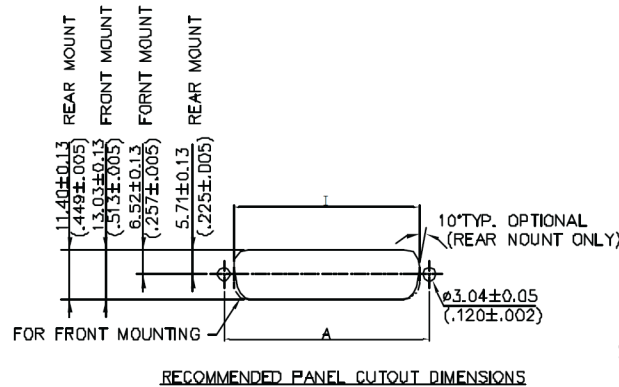 REAR MOUNT
11.40±0.13
(.449±.005)
FRONT MOUNT
13.03±0.13
(.513±.005)
FORNT MOUNT
6.52±0.13
(.257±.005)
REAR MOUNT
5.71±0.13
(.225±.005)
I
10°TYP. OPTIONAL
(REAR NOUNT ONLY)
ø3.04±0.05
(.120±.002)
FOR FRONT MOUNTING
A
RECOMMENDED PANEL CUTOUT DIMENSIONS